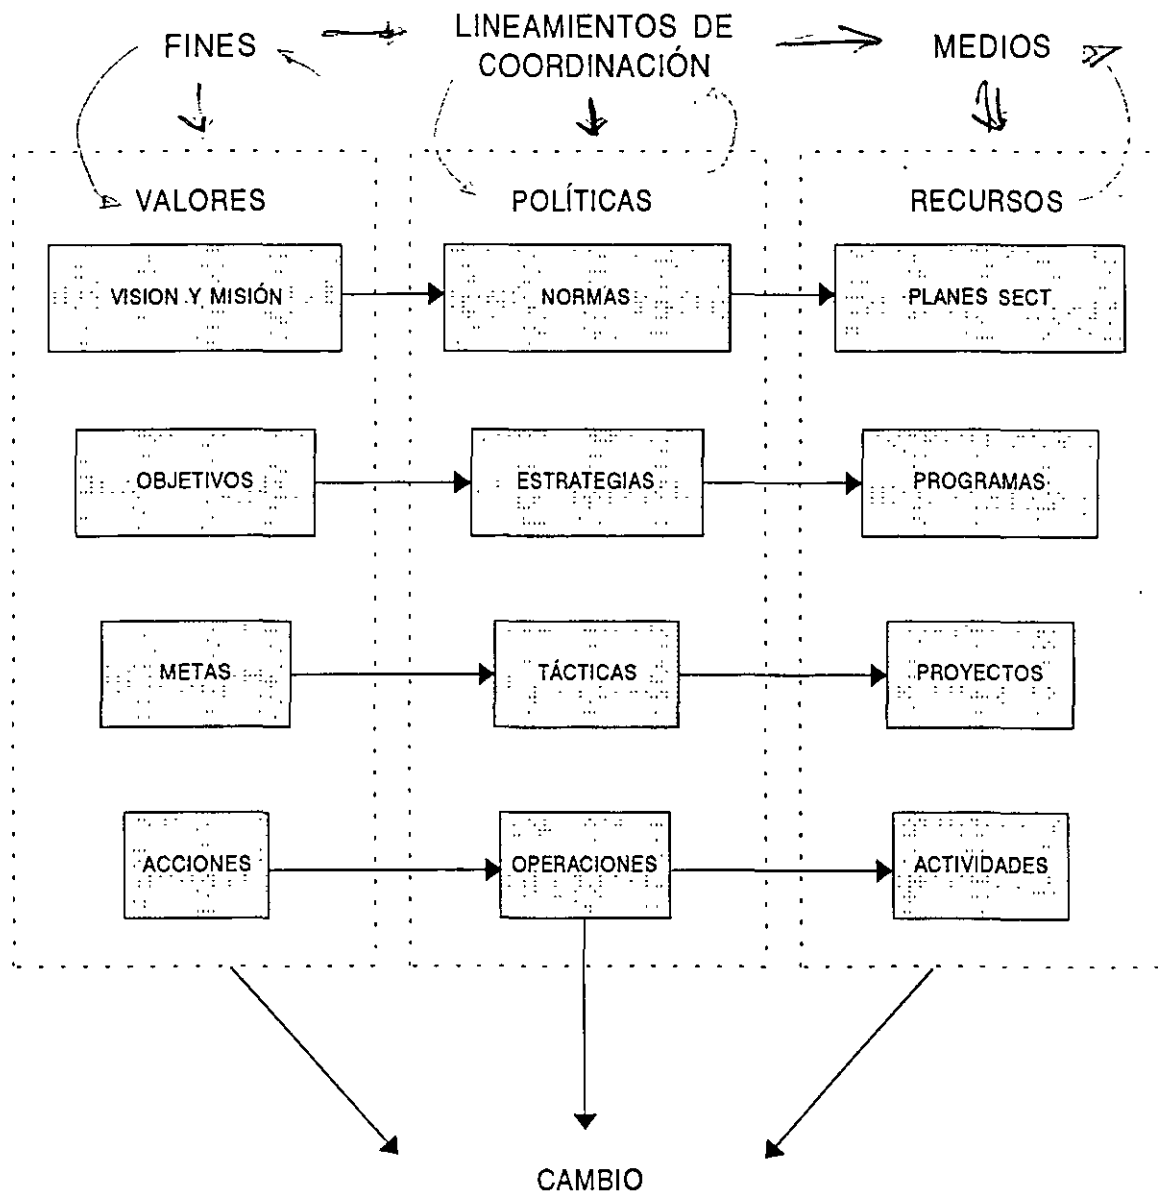 FINES
LINEAMIENTOS DE
COORDINACIÓN
MEDIOS
VALORES
POLÍTICAS
RECURSOS
VISION Y MISIÓN
NORMAS
PLANES SECT
OBJETIVOS
ESTRATEGIAS
PROGRAMAS
METAS
TÁCTICAS
PROYECTOS
ACCIONES
OPERACIONES
ACTIVIDADES
CAMBIO